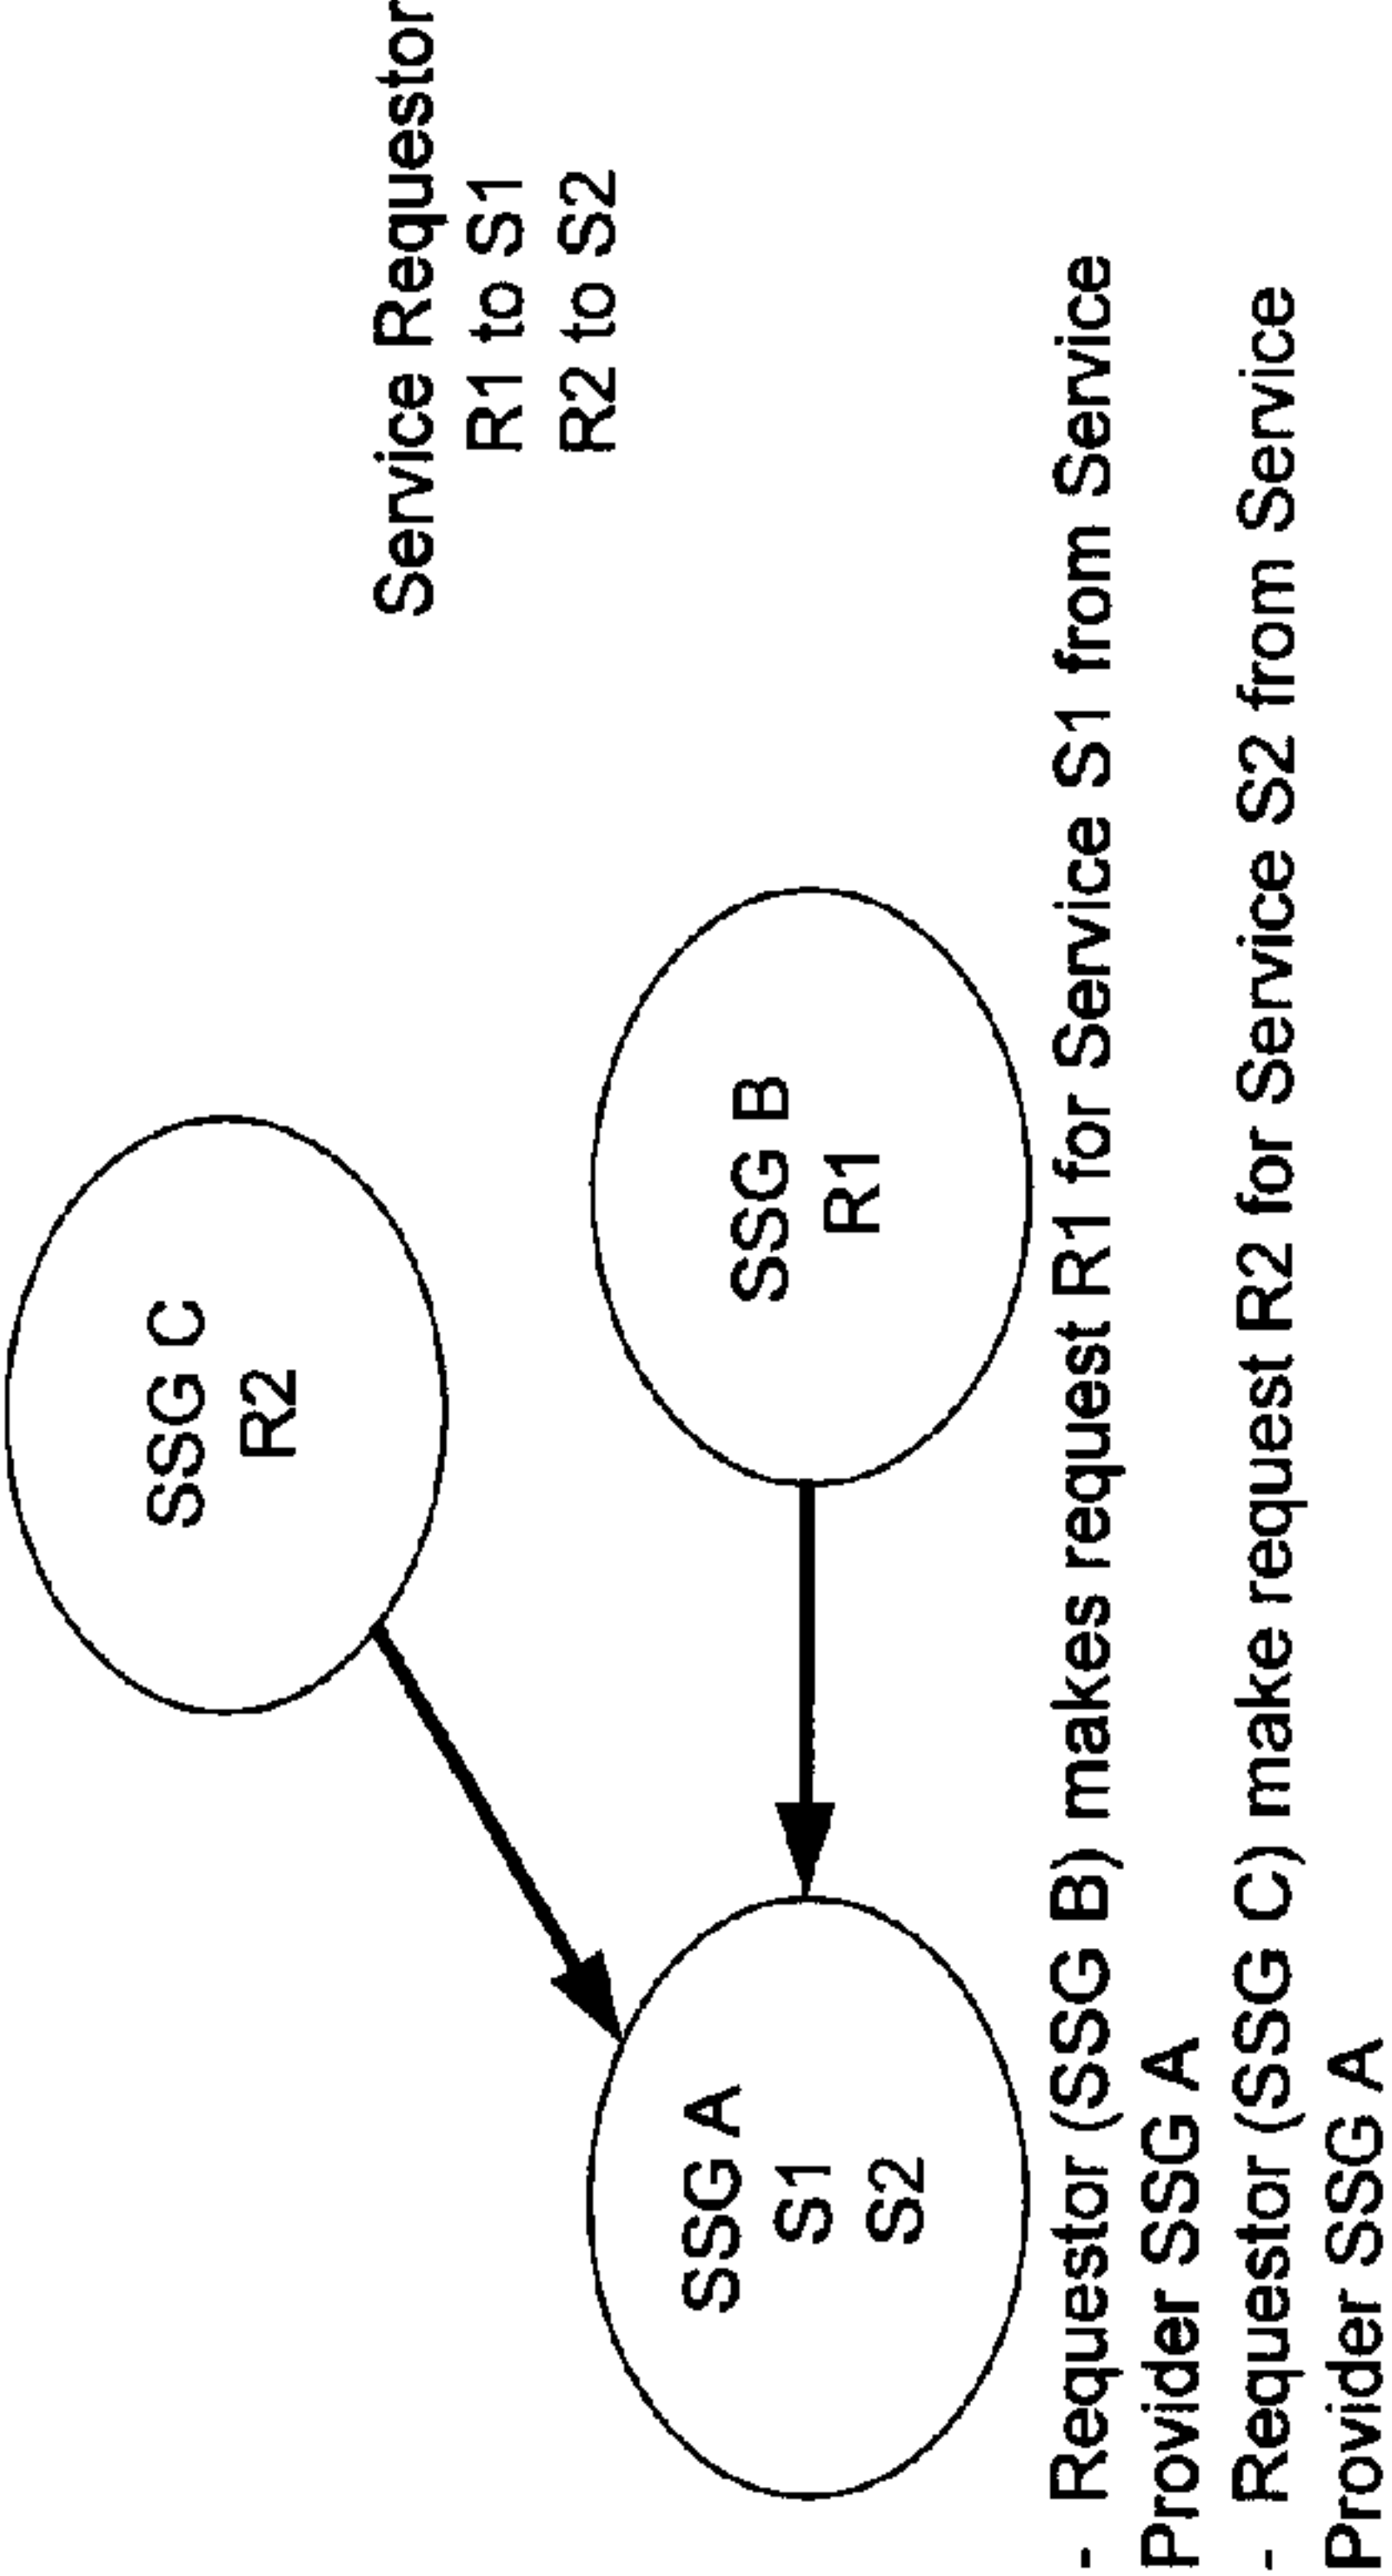 SSG C
R2
Service Requestor
R1 to S1
R2 to S2
SSG A
S1
S2
SSG B
R1
- Requestor (SSG B) makes request R1 for Service S1 from Service
Provider SSG A
- Requestor (SSG C) make request R2 for Service S2 from Service
Provider SSG A